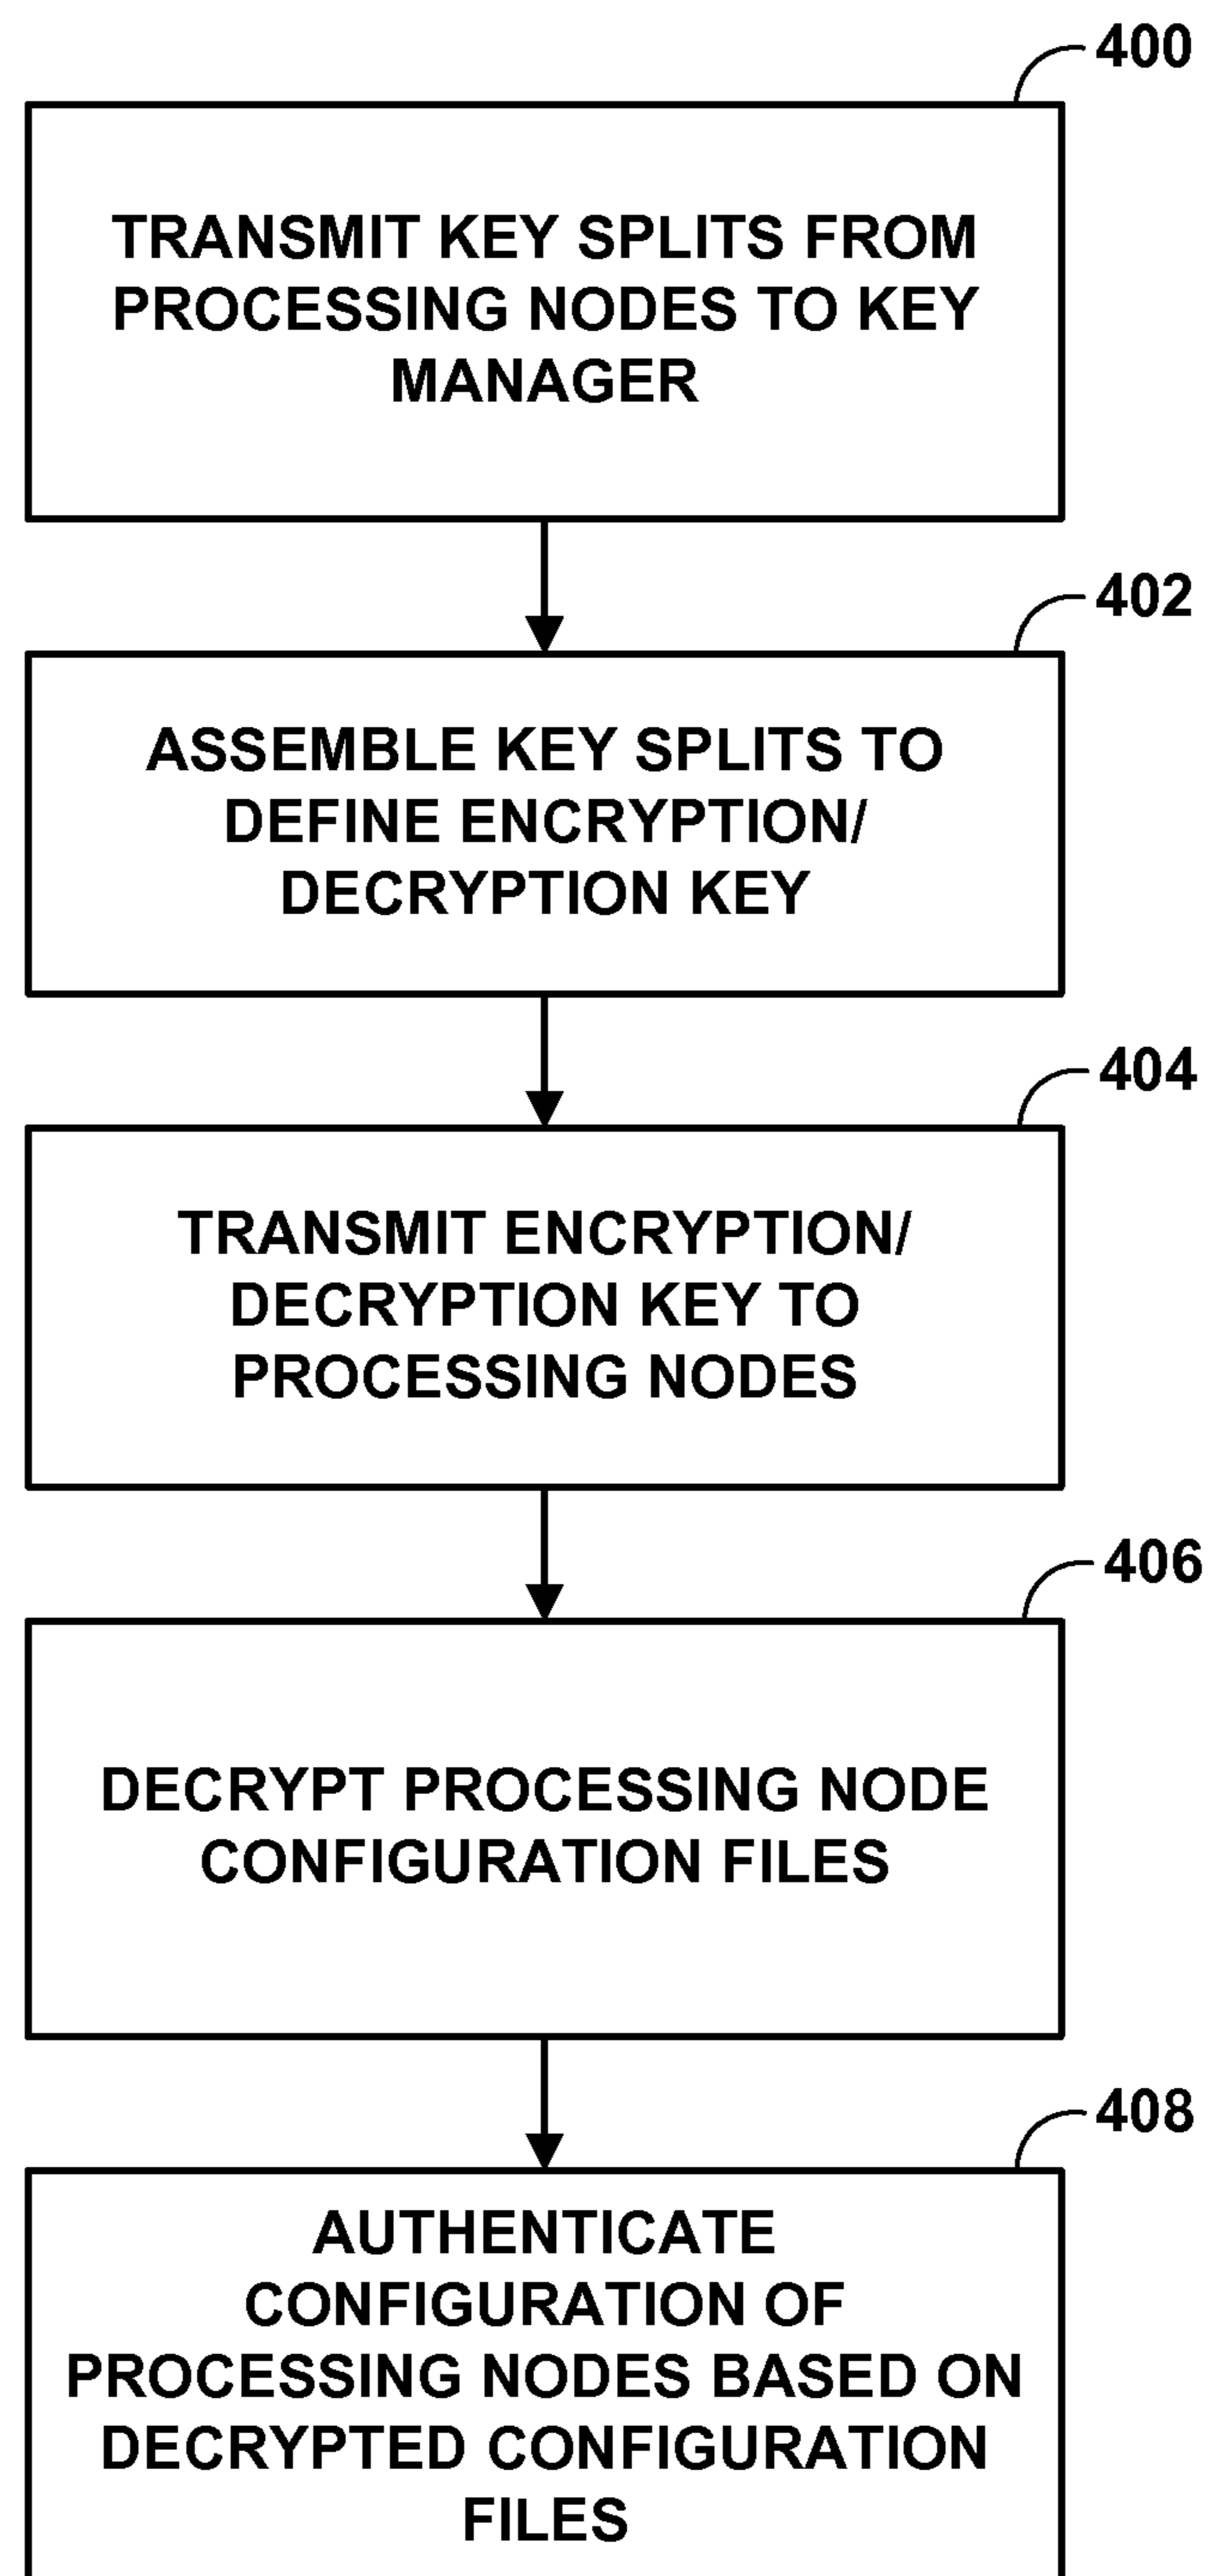 400
TRANSMIT KEY SPLITS FROM
PROCESSING NODES TO KEY
MANAGER
402
ASSEMBLE KEY SPLITS TO
DEFINE ENCRYPTION/
DECRYPTION KEY
404
TRANSMIT ENCRYPTION/
DECRYPTION KEY TO
PROCESSING NODES
406
DECRYPT PROCESSING NODE
CONFIGURATION FILES
408
AUTHENTICATE
CONFIGURATION OF
PROCESSING NODES BASED ON
DECRYPTED CONFIGURATION
FILES